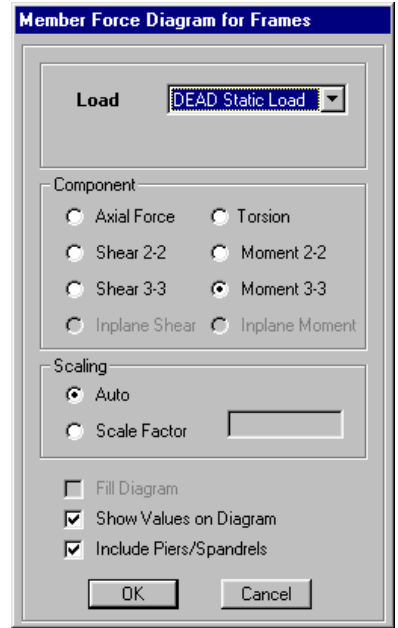 Member Force Diagram for Frames
Load DEAD Static Load
Component
Axial Force Torsion
Shear 2-2 Moment 2-2
Shear 3-3 Moment 3-3
Inplane Shear Inplane Moment
Scaling
Auto
Scale Factor
Fill Diagram
Show Values on Diagram
Include Piers/Spandrels
OK Cancel